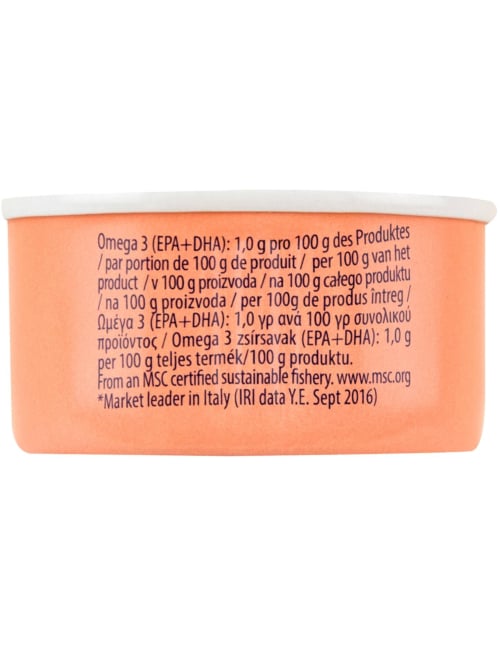 Omega 3 (EPA+DHA): 1,0 g pro 100 g des Produktes
/ par portion de 100 g de produit / per 100 g van het
product / v 100 g proizvoda / na 100 g całego produktu
/ na 100 g proizvoda / per 100g de produs întreg /
Ωμέγα 3 (EPA+DHA): 1,0 γρ ανά 100 γρ συνολικού
προϊόντος / Omega 3 zsírsavak (EPA+DHA): 1,0 g
per 100 g teljes termék/100 g produktu.
From an MSC certified sustainable fishery. www.msc.org
*Market leader in Italy (IRI data Y.E. Sept 2016)